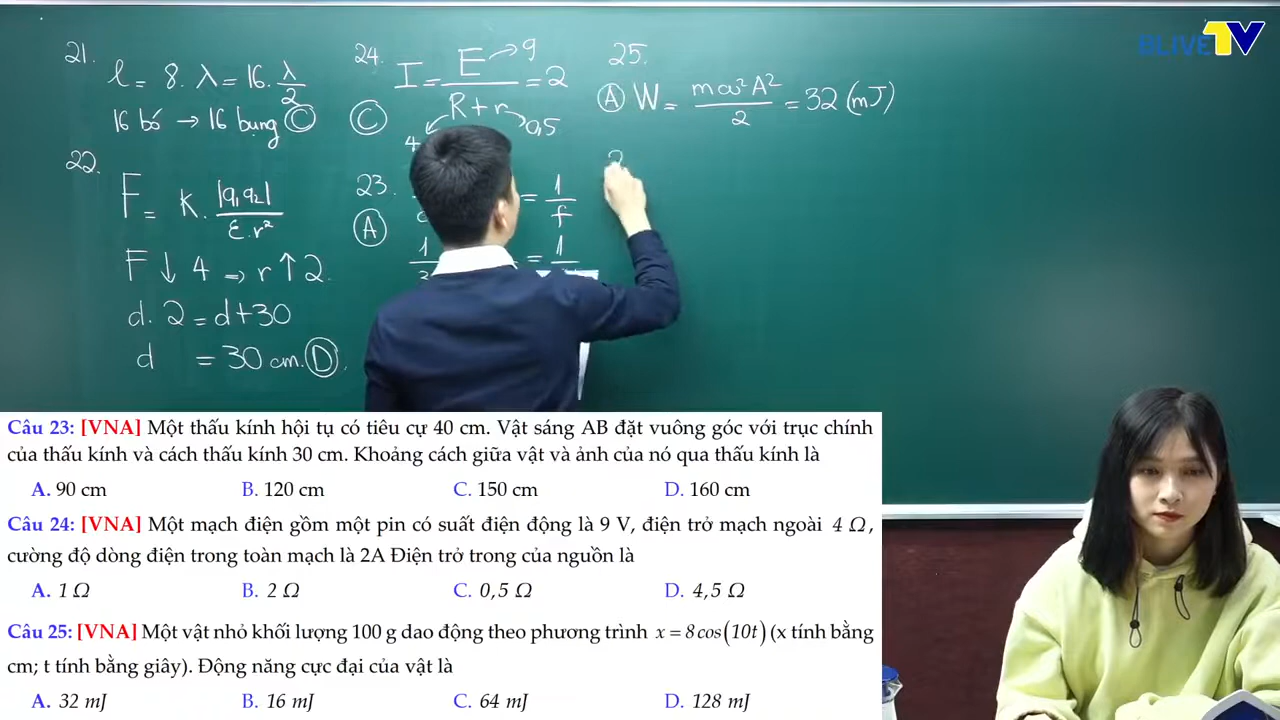 BLIVE TV
21.
l = 8. λ = 16. λ/2
16 bó → 16 bụng Ⓒ
22.
F = K. |q₁q₂| / ε.r²
F ↓ 4 → r ↑ 2.
d. 2 = d+30
d = 30 cm. Ⓓ.
24.
I = E / R + r = 2
9
Ⓒ
4
0,5
23.
= 1/f
Ⓐ
1
= 1
25.
Ⓐ W = mω²A² / 2 = 32 (mJ)
Câu 23: [VNA] Một thấu kính hội tụ có tiêu cự 40 cm. Vật sáng AB đặt vuông góc với trục chính
của thấu kính và cách thấu kính 30 cm. Khoảng cách giữa vật và ảnh của nó qua thấu kính là
A. 90 cm B. 120 cm C. 150 cm D. 160 cm
Câu 24: [VNA] Một mạch điện gồm một pin có suất điện động là 9 V, điện trở mạch ngoài 4 Ω,
cường độ dòng điện trong toàn mạch là 2A Điện trở trong của nguồn là
A. 1 Ω B. 2 Ω C. 0,5 Ω D. 4,5 Ω
Câu 25: [VNA] Một vật nhỏ khối lượng 100 g dao động theo phương trình x = 8cos(10t) (x tính bằng
cm; t tính bằng giây). Động năng cực đại của vật là
A. 32 mJ B. 16 mJ C. 64 mJ D. 128 mJ